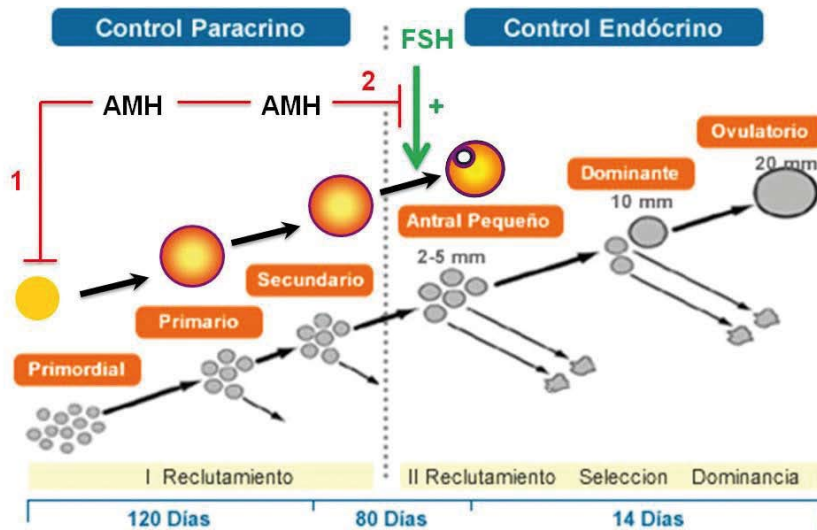 Control Paracrino
Control Endócrino
FSH
2
AMH
AMH
+
1
Ovulatorio
20 mm
Dominante
10 mm
Antral Pequeño
2-5 mm
Secundario
Primario
Primordial
I Reclutamiento
II Reclutamiento
Seleccion
Dominancia
120 Días
80 Días
14 Días